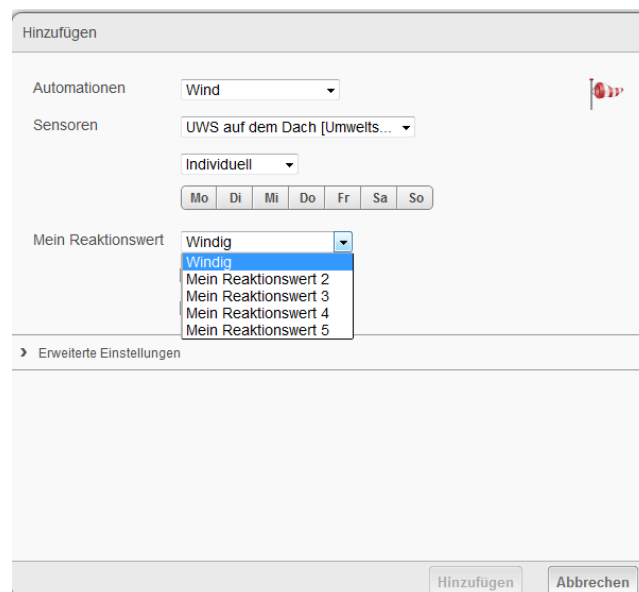 Hinzufügen
Automationen Wind
Sensoren UWS auf dem Dach [Umwelts...
Individuell
Mo Di Mi Do Fr Sa So
Mein Reaktionswert Windig
Windig
Mein Reaktionswert 2
Mein Reaktionswert 3
Mein Reaktionswert 4
Mein Reaktionswert 5
Erweiterte Einstellungen
Hinzufügen Abbrechen